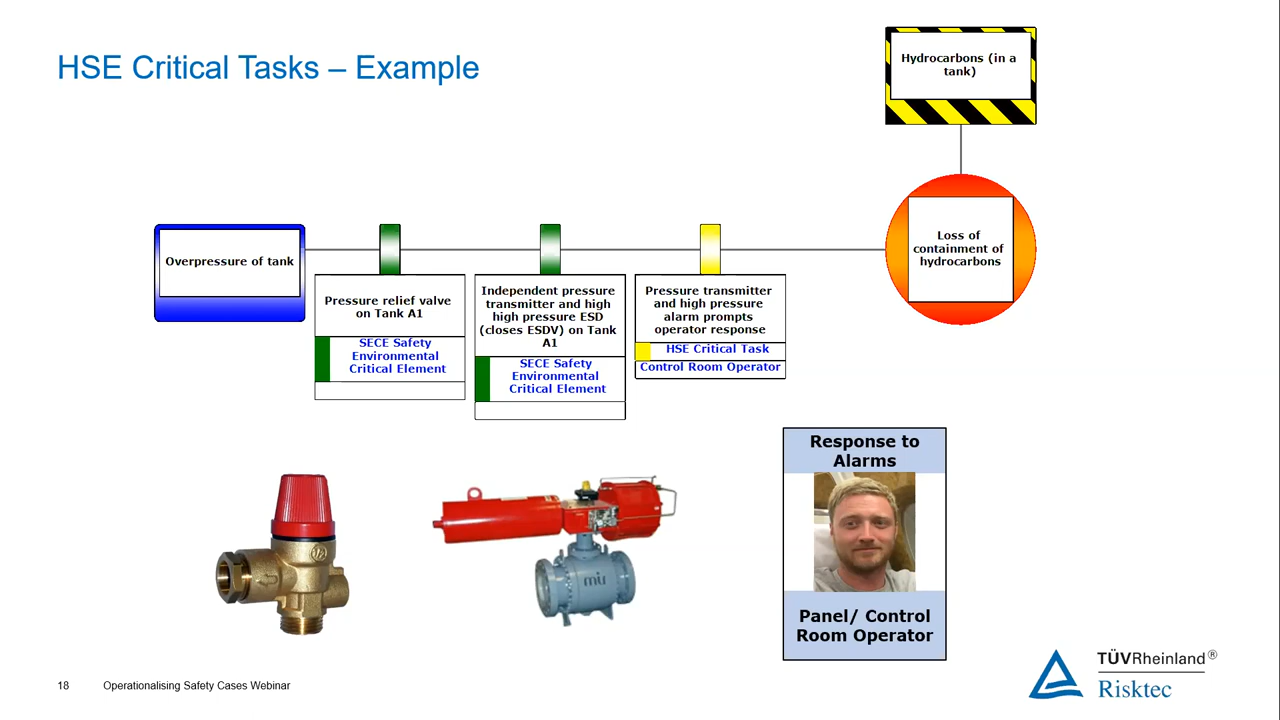 HSE Critical Tasks – Example
Hydrocarbons (in a
tank)
Overpressure of tank
Pressure relief valve
on Tank A1
SECE Safety
Environmental
Critical Element
Independent pressure
transmitter and high
high pressure ESD
(closes ESDV) on Tank
A1
SECE Safety
Environmental
Critical Element
Pressure transmitter
and high pressure
alarm prompts
operator response
HSE Critical Task
Control Room Operator
Loss of
containment of
hydrocarbons
1/2
miu
Response to
Alarms
Panel/ Control
Room Operator
18
Operationalising Safety Cases Webinar
TÜVRheinland®
Risktec